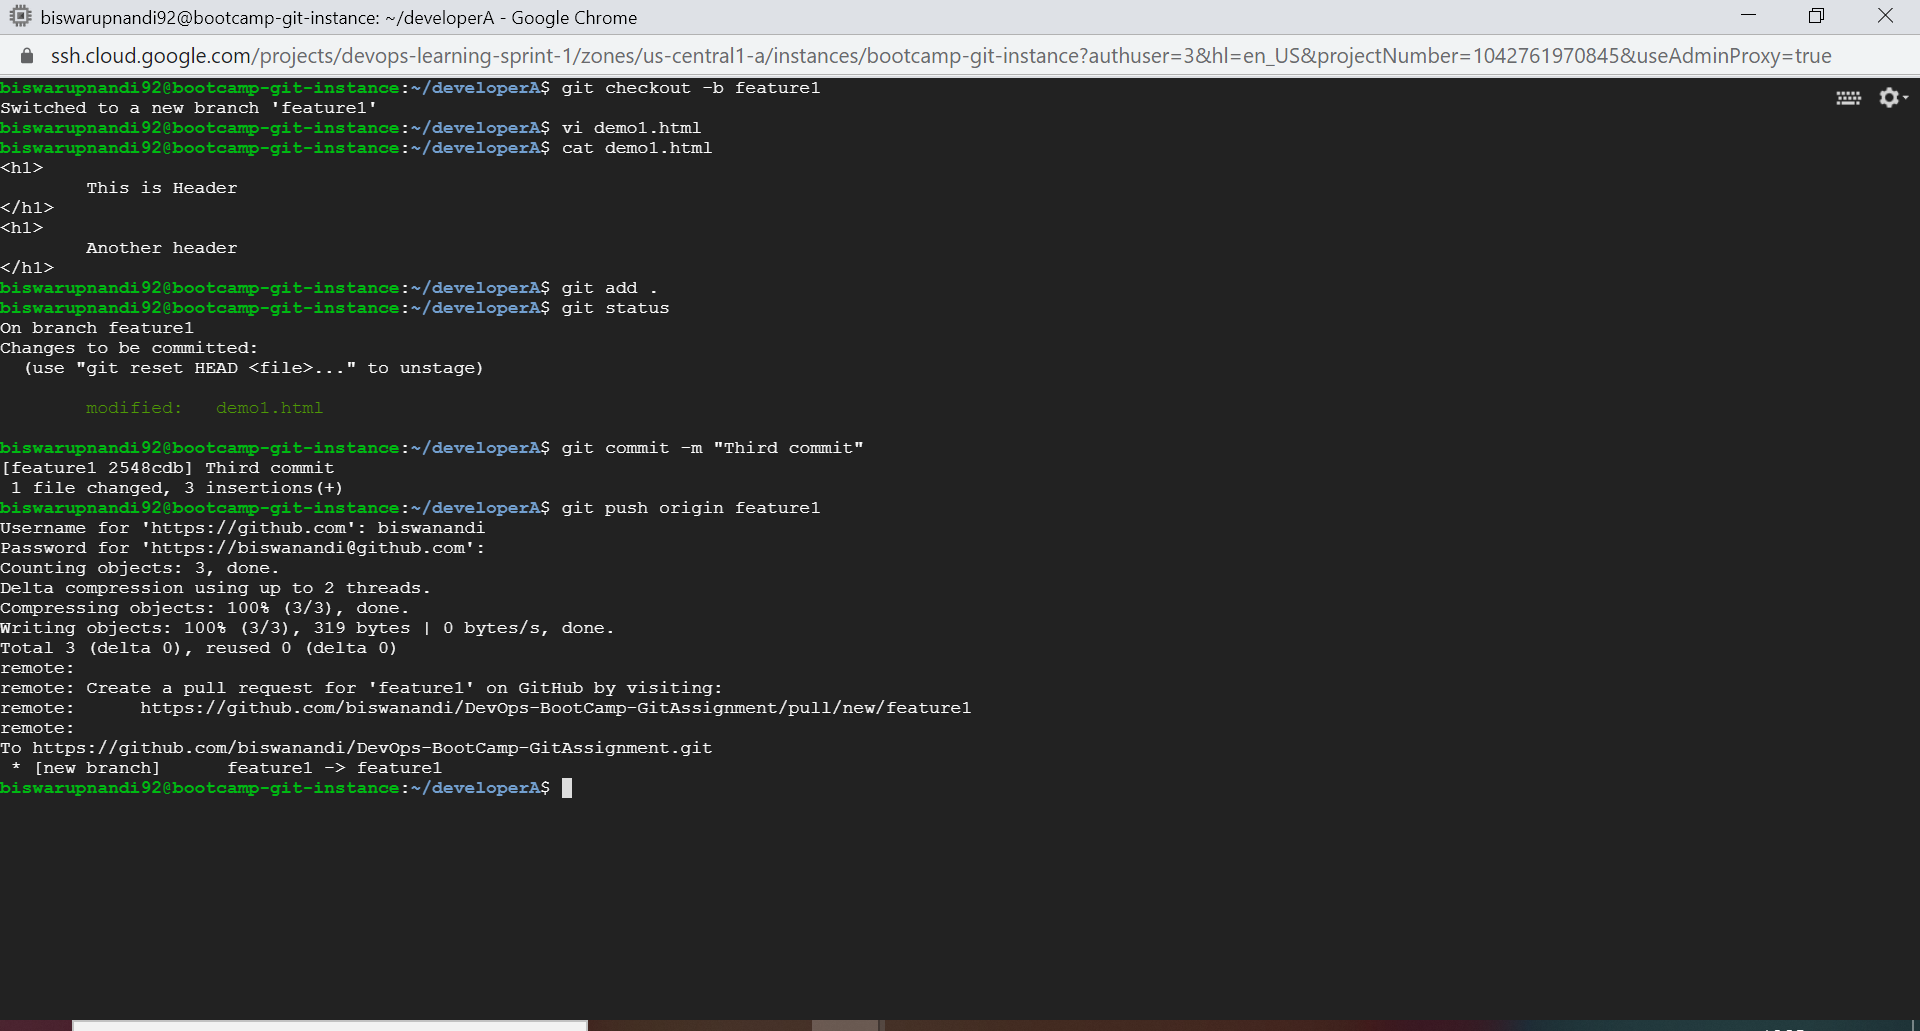 biswarupnandi92@bootcamp-git-instance: ~/developerA - Google Chrome
ssh.cloud.google.com/projects/devops-learning-sprint-1/zones/us-central1-a/instances/bootcamp-git-instance?authuser=3&hl=en_US&projectNumber=1042761970845&useAdminProxy=true
biswarupnandi92@bootcamp-git-instance:~/developerA$ git checkout -b feature1
Switched to a new branch 'feature1'
biswarupnandi92@bootcamp-git-instance:~/developerA$ vi demo1.html
biswarupnandi92@bootcamp-git-instance:~/developerA$ cat demo1.html
<h1>
        This is Header
</h1>
<h1>
        Another header
</h1>
biswarupnandi92@bootcamp-git-instance:~/developerA$ git add .
biswarupnandi92@bootcamp-git-instance:~/developerA$ git status
On branch feature1
Changes to be committed:
  (use "git reset HEAD <file>..." to unstage)
        modified:   demo1.html
biswarupnandi92@bootcamp-git-instance:~/developerA$ git commit -m "Third commit"
[feature1 2548cdb] Third commit
 1 file changed, 3 insertions(+)
biswarupnandi92@bootcamp-git-instance:~/developerA$ git push origin feature1
Username for 'https://github.com': biswanandi
Password for 'https://biswanandi@github.com':
Counting objects: 3, done.
Delta compression using up to 2 threads.
Compressing objects: 100% (3/3), done.
Writing objects: 100% (3/3), 319 bytes | 0 bytes/s, done.
Total 3 (delta 0), reused 0 (delta 0)
remote:
remote: Create a pull request for 'feature1' on GitHub by visiting:
remote:      https://github.com/biswanandi/DevOps-BootCamp-GitAssignment/pull/new/feature1
remote:
To https://github.com/biswanandi/DevOps-BootCamp-GitAssignment.git
 * [new branch]      feature1 -> feature1
biswarupnandi92@bootcamp-git-instance:~/developerA$